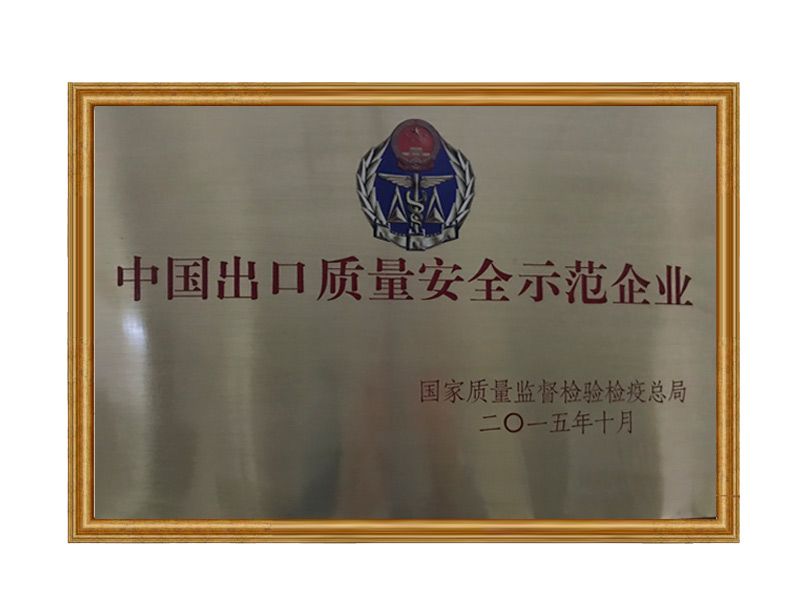 中国出口质量安全示范企业
国家质量监督检验检疫总局
二〇一五年十月